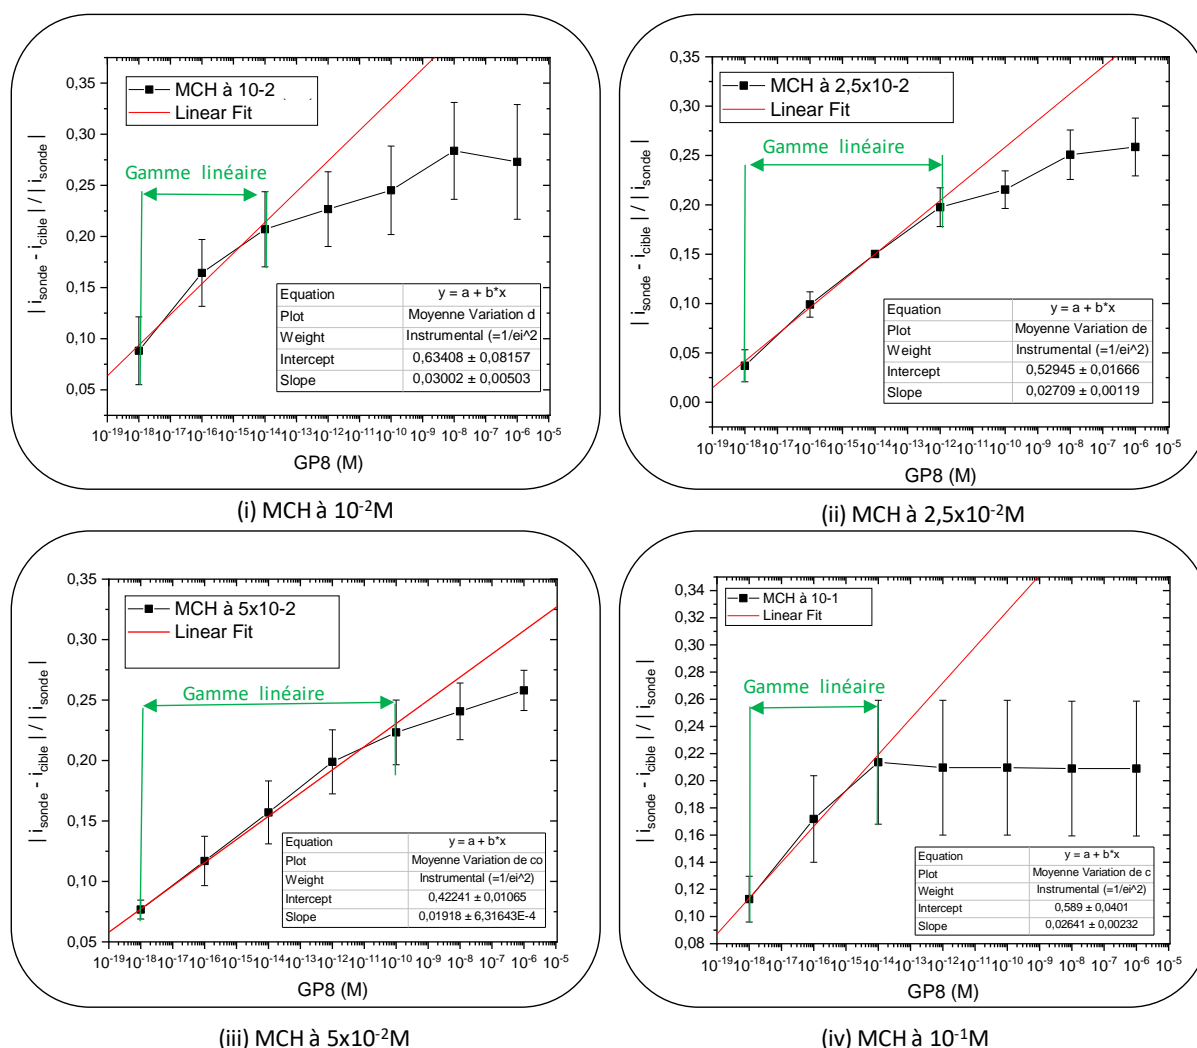 MCH à 10-2
Linear Fit
Gamme linéaire
| i_sonde - i_cible | / | i_sonde |
0,35
0,30
0,25
0,20
0,15
0,10
0,05
Equation y = a + b*x
Plot Moyenne Variation d
Weight Instrumental (=1/ei^2
Intercept 0,63408 ± 0,08157
Slope 0,03002 ± 0,00503
10⁻¹⁹ 10⁻¹⁸ 10⁻¹⁷ 10⁻¹⁶ 10⁻¹⁵ 10⁻¹⁴ 10⁻¹³ 10⁻¹² 10⁻¹¹ 10⁻¹⁰ 10⁻⁹ 10⁻⁸ 10⁻⁷ 10⁻⁶ 10⁻⁵
GP8 (M)
(i) MCH à 10⁻²M
MCH à 2,5x10-2
Linear Fit
Gamme linéaire
| i_sonde - i_cible | / | i_sonde |
0,35
0,30
0,25
0,20
0,15
0,10
0,05
0,00
Equation y = a + b*x
Plot Moyenne Variation de
Weight Instrumental (=1/ei^2)
Intercept 0,52945 ± 0,01666
Slope 0,02709 ± 0,00119
10⁻¹⁹ 10⁻¹⁸ 10⁻¹⁷ 10⁻¹⁶ 10⁻¹⁵ 10⁻¹⁴ 10⁻¹³ 10⁻¹² 10⁻¹¹ 10⁻¹⁰ 10⁻⁹ 10⁻⁸ 10⁻⁷ 10⁻⁶ 10⁻⁵
GP8 (M)
(ii) MCH à 2,5x10⁻²M
MCH à 5x10-2
Linear Fit
Gamme linéaire
| i_sonde - i_cible | / | i_sonde |
0,35
0,30
0,25
0,20
0,15
0,10
0,05
Equation y = a + b*x
Plot Moyenne Variation de co
Weight Instrumental (=1/ei^2)
Intercept 0,42241 ± 0,01065
Slope 0,01918 ± 6,31643E-4
10⁻¹⁹ 10⁻¹⁸ 10⁻¹⁷ 10⁻¹⁶ 10⁻¹⁵ 10⁻¹⁴ 10⁻¹³ 10⁻¹² 10⁻¹¹ 10⁻¹⁰ 10⁻⁹ 10⁻⁸ 10⁻⁷ 10⁻⁶ 10⁻⁵
GP8 (M)
(iii) MCH à 5x10⁻²M
MCH à 10-1
Linear Fit
Gamme linéaire
| i_sonde - i_cible | / | i_sonde |
0,34
0,32
0,30
0,28
0,26
0,24
0,22
0,20
0,18
0,16
0,14
0,12
0,10
0,08
Equation y = a + b*x
Plot Moyenne Variation de c
Weight Instrumental (=1/ei^2)
Intercept 0,589 ± 0,0401
Slope 0,02641 ± 0,00232
10⁻¹⁹ 10⁻¹⁸ 10⁻¹⁷ 10⁻¹⁶ 10⁻¹⁵ 10⁻¹⁴ 10⁻¹³ 10⁻¹² 10⁻¹¹ 10⁻¹⁰ 10⁻⁹ 10⁻⁸ 10⁻⁷ 10⁻⁶ 10⁻⁵
GP8 (M)
(iv) MCH à 10⁻¹M